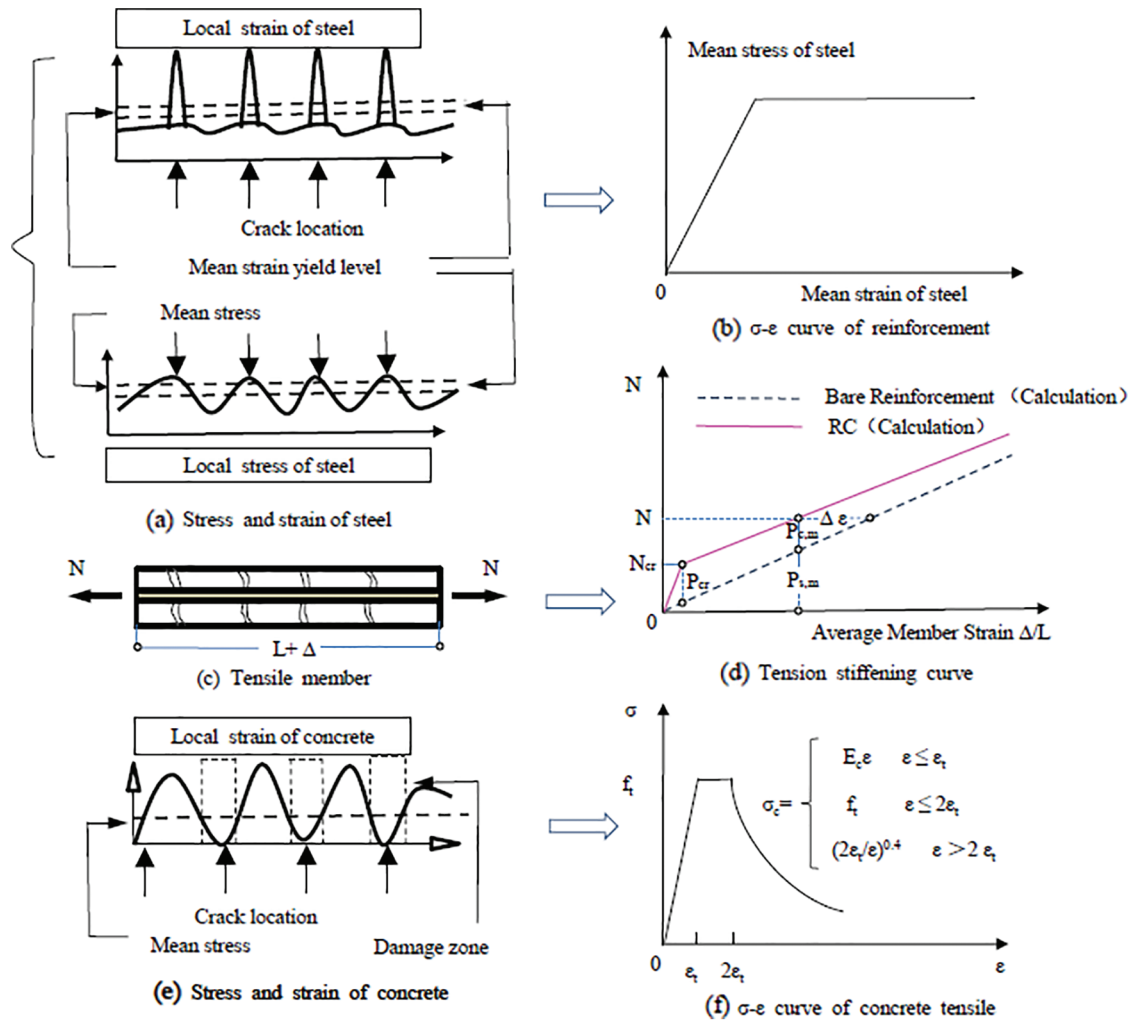 Local strain of steel
Crack location
Mean strain yield level
Mean stress
Local stress of steel
(a) Stress and strain of steel
Mean stress of steel
0
Mean strain of steel
(b) σ-ε curve of reinforcement
N
N
L+ Δ
(c) Tensile member
N
Bare Reinforcement （Calculation）
RC（Calculation）
N
Δ ε
Pc,m
Ncr
Pcr
Ps,m
0
Average Member Strain Δ/L
(d) Tension stiffening curve
Local strain of concrete
Crack location
Mean stress
Damage zone
(e) Stress and strain of concrete
σ
ft
σc=
Ecε ε ≤ εt
ft ε ≤ 2εt
(2εt/ε)0.4 ε > 2 εt
0
εt
2εt
ε
(f) σ-ε curve of concrete tensile